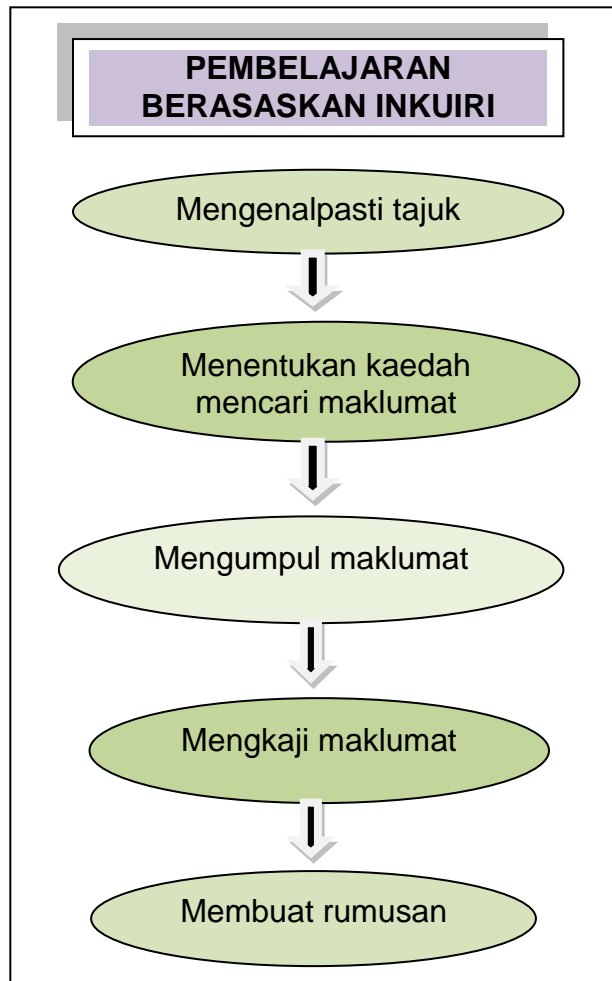 PEMBELAJARAN
BERASASKAN INKUIRI
Mengenalpasti tajuk
Menentukan kaedah
mencari maklumat
Mengumpul maklumat
Mengkaji maklumat
Membuat rumusan